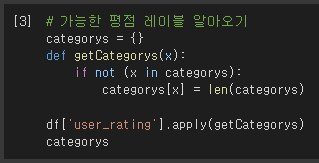 [3] # 가능한 평점 레이블 알아오기
categorys = {}
def getCategorys(x):
    if not (x in categorys):
        categorys[x] = len(categorys)

df['user_rating'].apply(getCategorys)
categorys